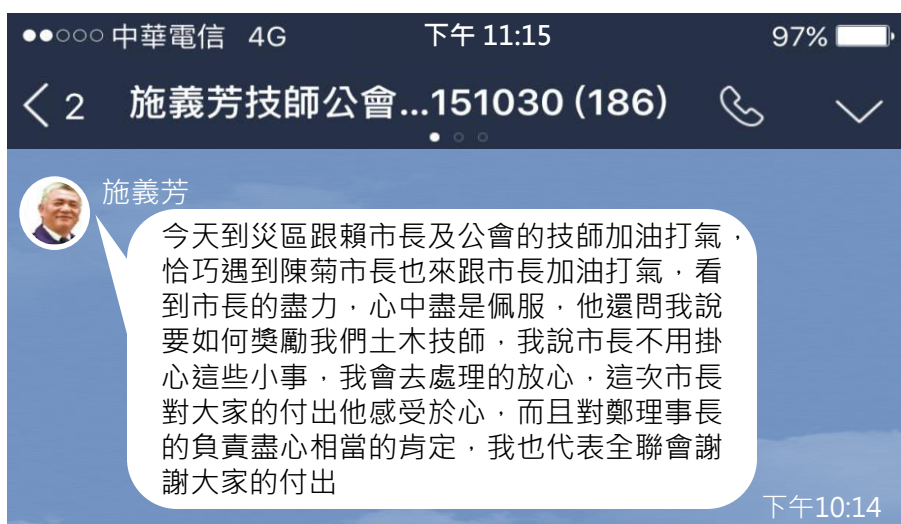 中華電信 4G 下午 11:15 97%
2 施義芳技師公會...151030 (186)
施義芳
今天到災區跟賴市長及公會的技師加油打氣，
恰巧遇到陳菊市長也來跟市長加油打氣，看
到市長的盡力，心中盡是佩服，他還問我說
要如何獎勵我們土木技師，我說市長不用掛
心這些小事，我會去處理的放心，這次市長
對大家的付出他感受於心，而且對鄭理事長
的負責盡心相當的肯定，我也代表全聯會謝
謝大家的付出
下午10:14